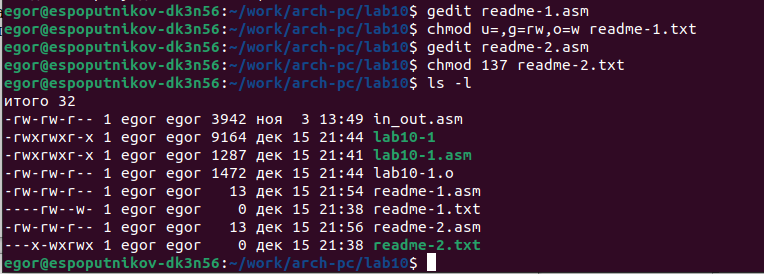 egor@espoputnikov-dk3n56:~/work/arch-pc/lab10$ gedit readme-1.asm
egor@espoputnikov-dk3n56:~/work/arch-pc/lab10$ chmod u=,g=rw,o=w readme-1.txt
egor@espoputnikov-dk3n56:~/work/arch-pc/lab10$ gedit readme-2.asm
egor@espoputnikov-dk3n56:~/work/arch-pc/lab10$ chmod 137 readme-2.txt
egor@espoputnikov-dk3n56:~/work/arch-pc/lab10$ ls -l
итого 32
-rw-rw-r-- 1 egor egor 3942 ноя  3 13:49 in_out.asm
-rwxrwxr-x 1 egor egor 9164 дек 15 21:44 lab10-1
-rwxrwxr-x 1 egor egor 1287 дек 15 21:41 lab10-1.asm
-rw-rw-r-- 1 egor egor 1472 дек 15 21:44 lab10-1.o
-rw-rw-r-- 1 egor egor   13 дек 15 21:54 readme-1.asm
----rw--w- 1 egor egor    0 дек 15 21:38 readme-1.txt
-rw-rw-r-- 1 egor egor   13 дек 15 21:56 readme-2.asm
---x-wxrwx 1 egor egor    0 дек 15 21:38 readme-2.txt
egor@espoputnikov-dk3n56:~/work/arch-pc/lab10$